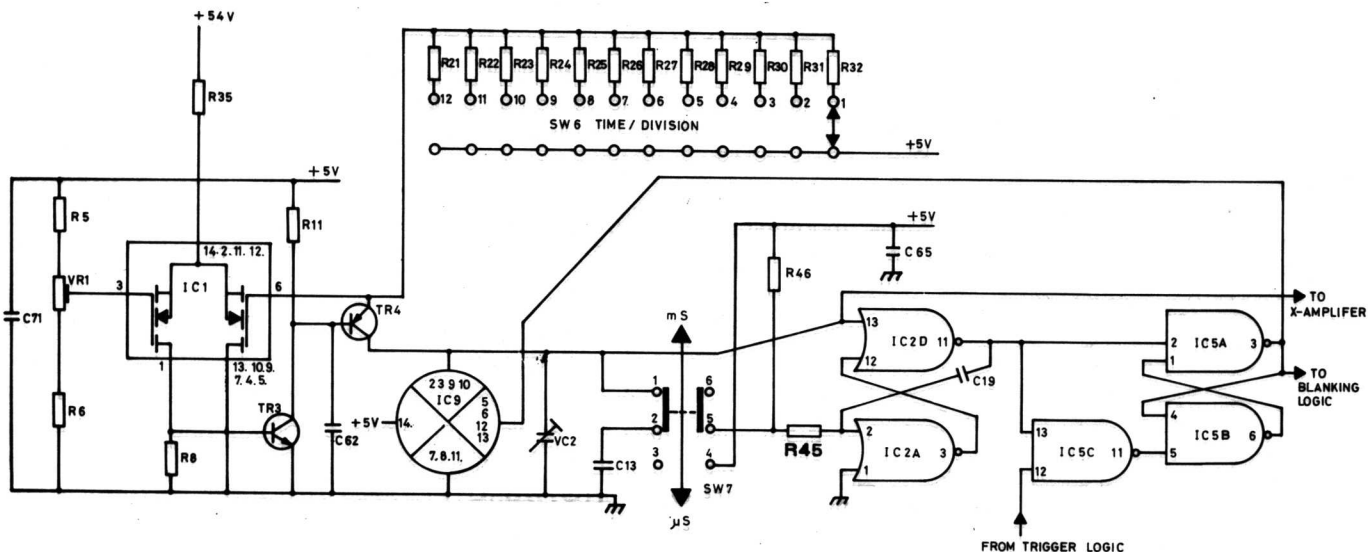 +54V
R35
R21 R22 R23 R24 R25 R26 R27 R28 R29 R30 R31 R32
12 11 10 9 8 7. 6 5 4 3 2 1
SW6 TIME / DIVISION
+5V
+5V
R5
R11
14. 2. 11. 12.
VR1
3
IC1
6
C71
1
13. 10. 9.
7. 4. 5.
TR4
R6
TR3
R8
C62
2 3 9 10
IC9
+5V
14.
5
6
12
13
7. 8. 11.
VC2
C13
mS
1 6
2 5
3 4
SW7
µS
+5V
C65
R46
R45
13
IC2D
11
12
C19
2
IC2A
3
1
2
IC5A
3
1
4
IC5B
6
5
13
IC5C
11
12
TO
X-AMPLIFER
TO
BLANKING
LOGIC
FROM TRIGGER LOGIC